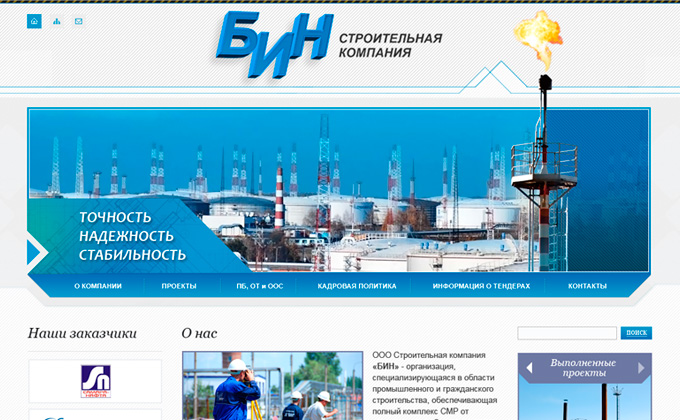 БИН
СТРОИТЕЛЬНАЯ
КОМПАНИЯ
ТОЧНОСТЬ
НАДЕЖНОСТЬ
СТАБИЛЬНОСТЬ
О КОМПАНИИ
ПРОЕКТЫ
ПБ, ОТ и ООС
КАДРОВАЯ ПОЛИТИКА
ИНФОРМАЦИЯ О ТЕНДЕРАХ
КОНТАКТЫ
Наши заказчики
О нас
ООО Строительная компания
«БИН» - организация,
специализирующаяся в области
промышленного и гражданского
строительства, обеспечивающая
полный комплекс СМР от
ПОИСК
Выполненные
проекты